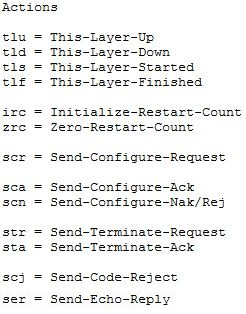 Actions
tlu = This-Layer-Up
tld = This-Layer-Down
tls = This-Layer-Started
tlf = This-Layer-Finished
irc = Initialize-Restart-Count
zrc = Zero-Restart-Count
scr = Send-Configure-Request
sca = Send-Configure-Ack
scn = Send-Configure-Nak/Rej
str = Send-Terminate-Request
sta = Send-Terminate-Ack
scj = Send-Code-Reject
ser = Send-Echo-Reply